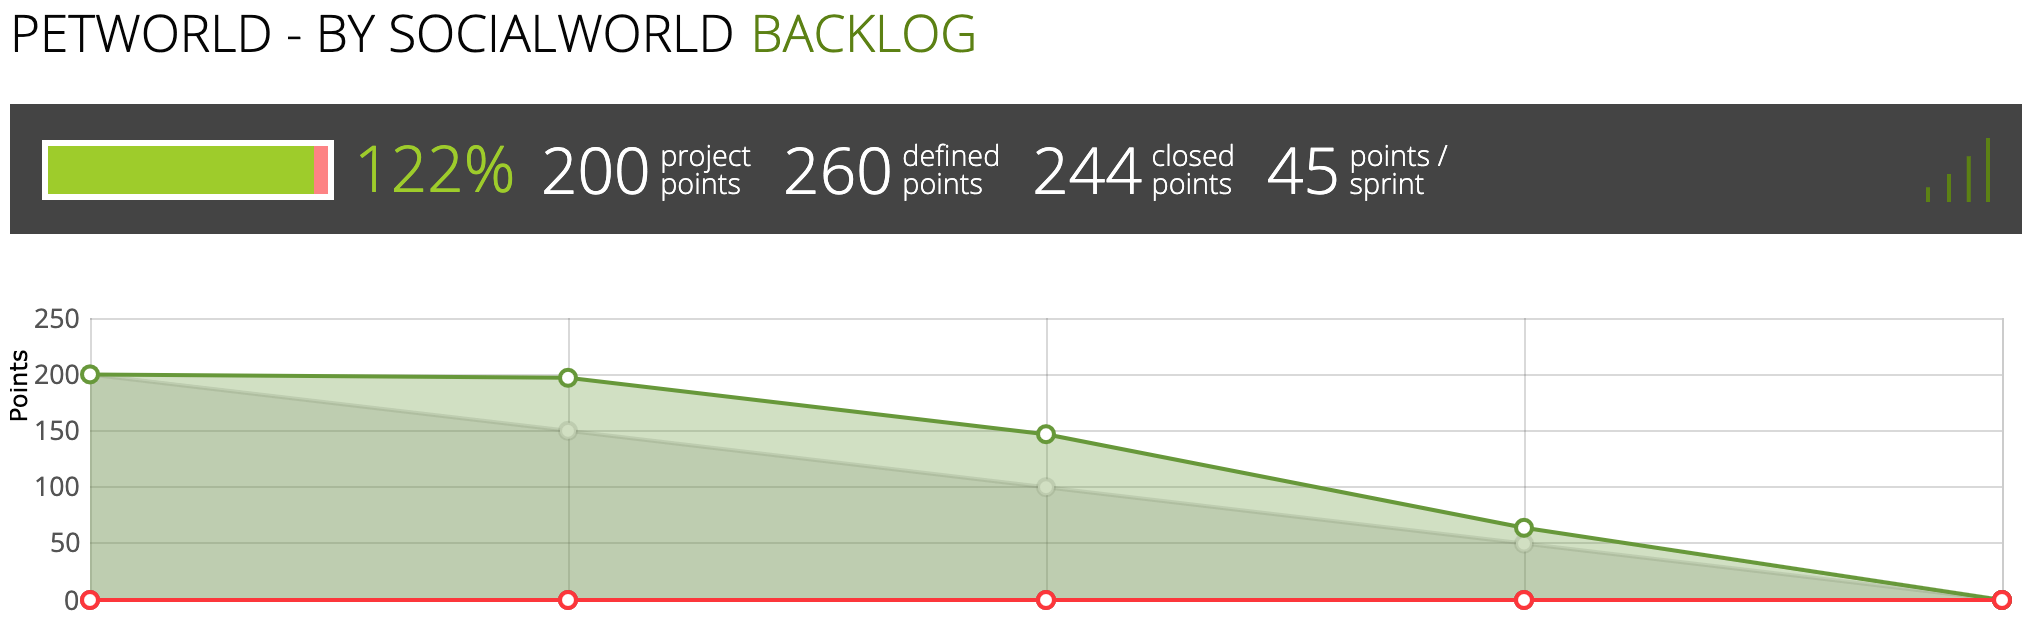 PETWORLD - BY SOCIALWORLD BACKLOG
122% 200 project points 260 defined points 244 closed points 45 points / sprint
250
Points
200
150
100
50
0